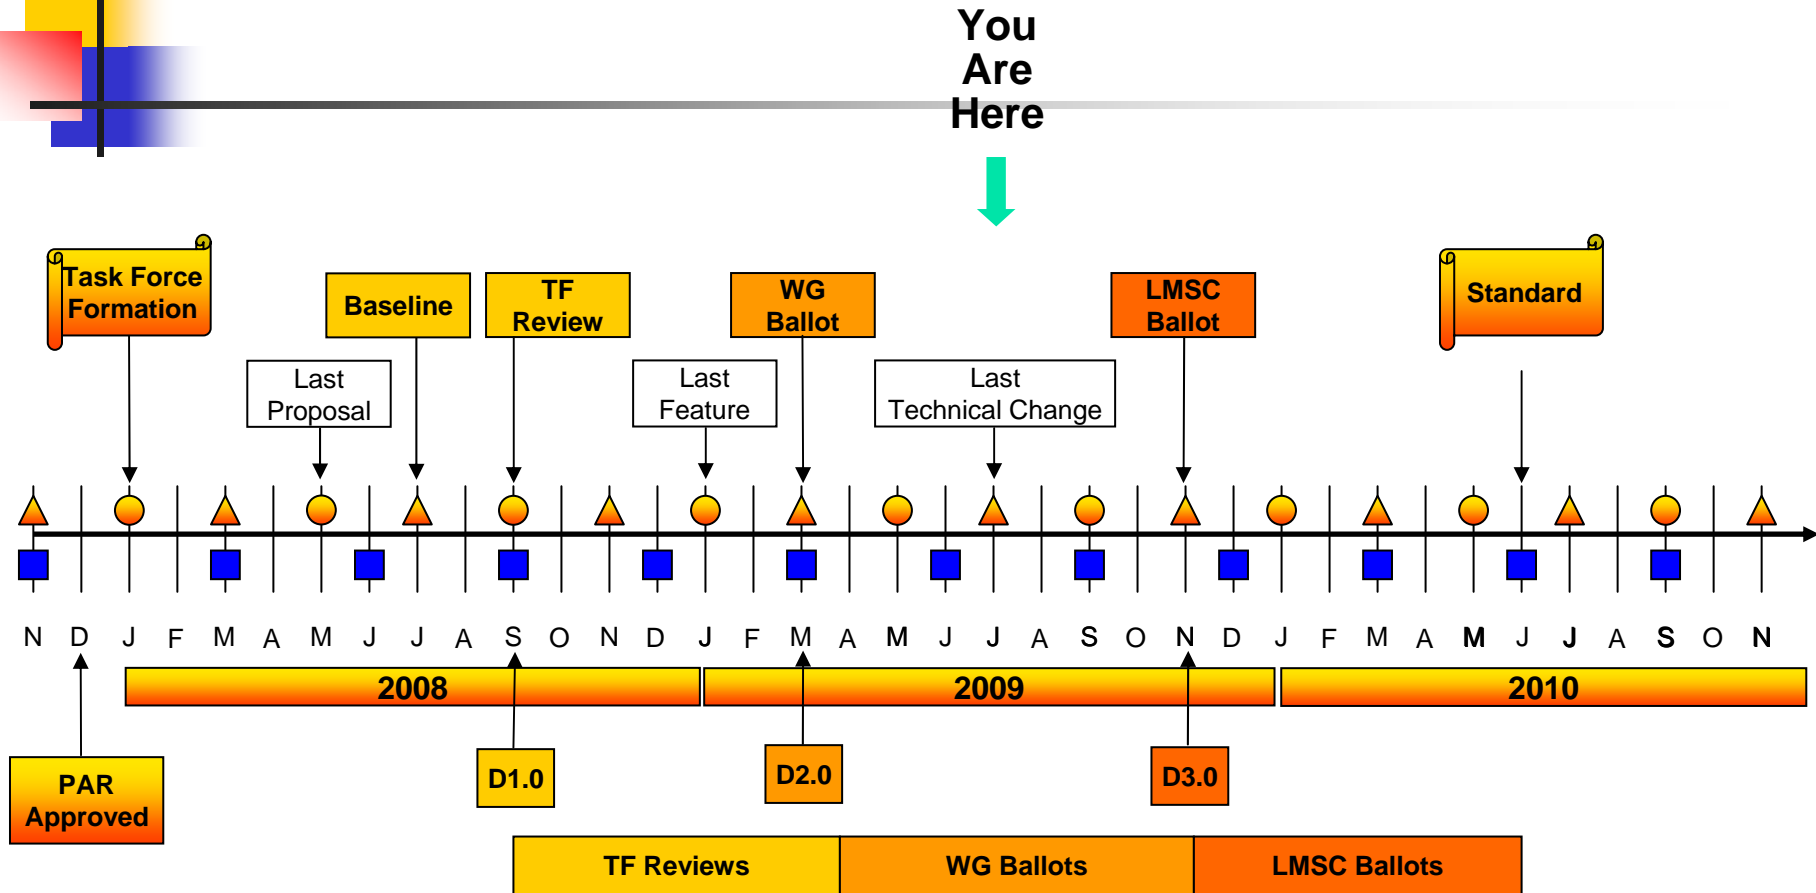 You
Are
Here
Task Force
Formation
Baseline
TF
Review
WG
Ballot
LMSC
Ballot
Standard
Last
Proposal
Last
Feature
Last
Technical Change
N D J F M A M J J A S O N D J F M A M J J A S O N D J F M A M J J A S O N
2008 2009 2010
PAR
Approved
D1.0
D2.0
D3.0
TF Reviews WG Ballots LMSC Ballots